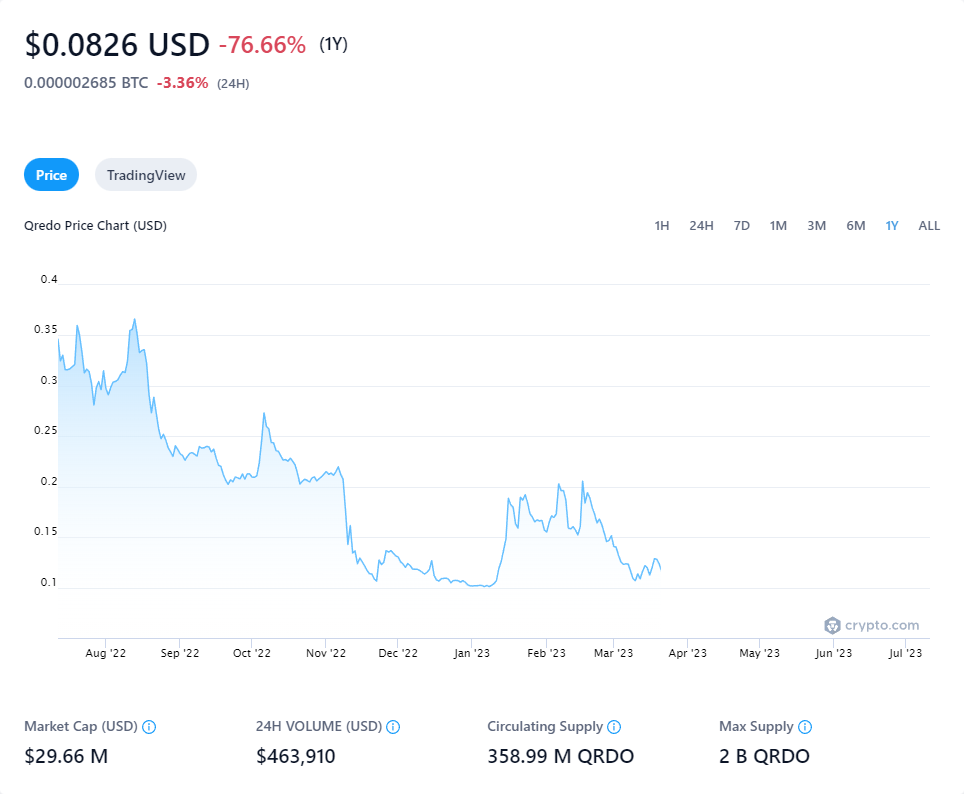 $0.0826 USD -76.66% (1Y)
0.000002685 BTC -3.36% (24H)
Price TradingView
Qredo Price Chart (USD) 1H 24H 7D 1M 3M 6M 1Y ALL
0.4
0.35
0.3
0.25
0.2
0.15
0.1
crypto.com
Aug '22 Sep '22 Oct '22 Nov '22 Dec '22 Jan '23 Feb '23 Mar '23 Apr '23 May '23 Jun '23 Jul '23
Market Cap (USD) 24H VOLUME (USD) Circulating Supply Max Supply
$29.66 M $463,910 358.99 M QRDO 2 B QRDO